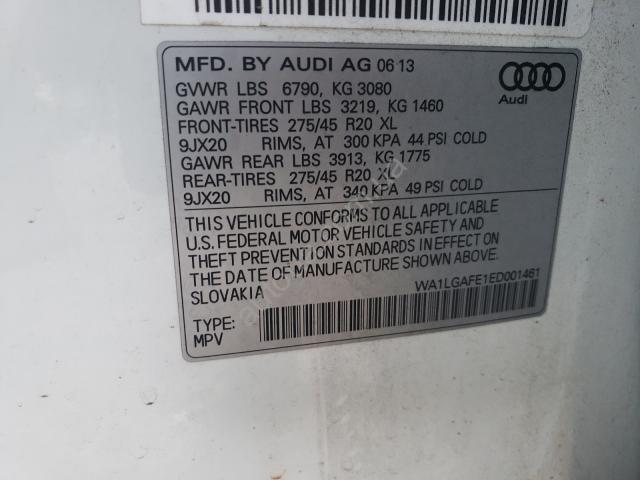 MFD. BY AUDI AG 06 13
Audi
GVWR LBS 6790, KG 3080
GAWR FRONT LBS 3219, KG 1460
FRONT-TIRES 275/45 R20 XL
9JX20 RIMS, AT 300 KPA 44 PSI COLD
GAWR REAR LBS 3913, KG 1775
REAR-TIRES 275/45 R20 XL
9JX20 RIMS, AT 340 KPA 49 PSI COLD
THIS VEHICLE CONFORMS TO ALL APPLICABLE
U.S. FEDERAL MOTOR VEHICLE SAFETY AND
THEFT PREVENTION STANDARDS IN EFFECT ON
THE DATE OF MANUFACTURE SHOWN ABOVE.
SLOVAKIA
WA1LGAFE1ED001461
TYPE:
MPV